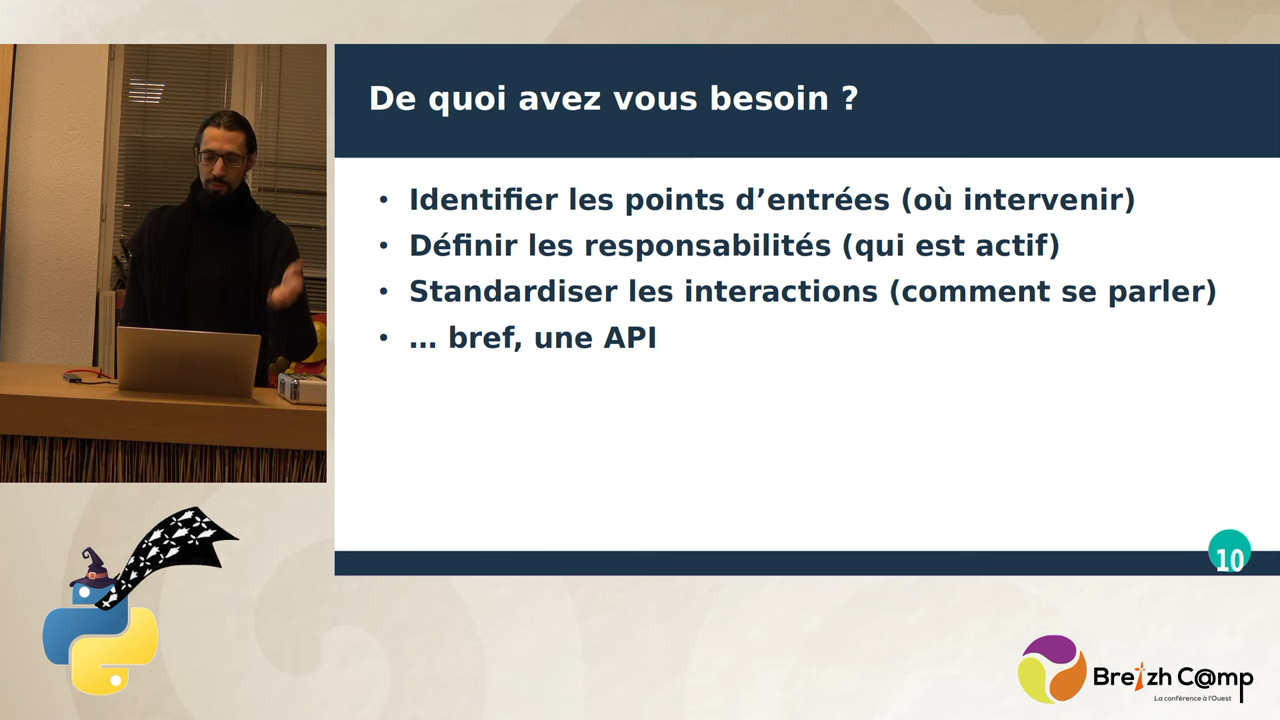 De quoi avez vous besoin ?
• Identifier les points d’entrées (où intervenir)
• Définir les responsabilités (qui est actif)
• Standardiser les interactions (comment se parler)
• … bref, une API
10
Breizh C@mp
La conférence à l'Ouest